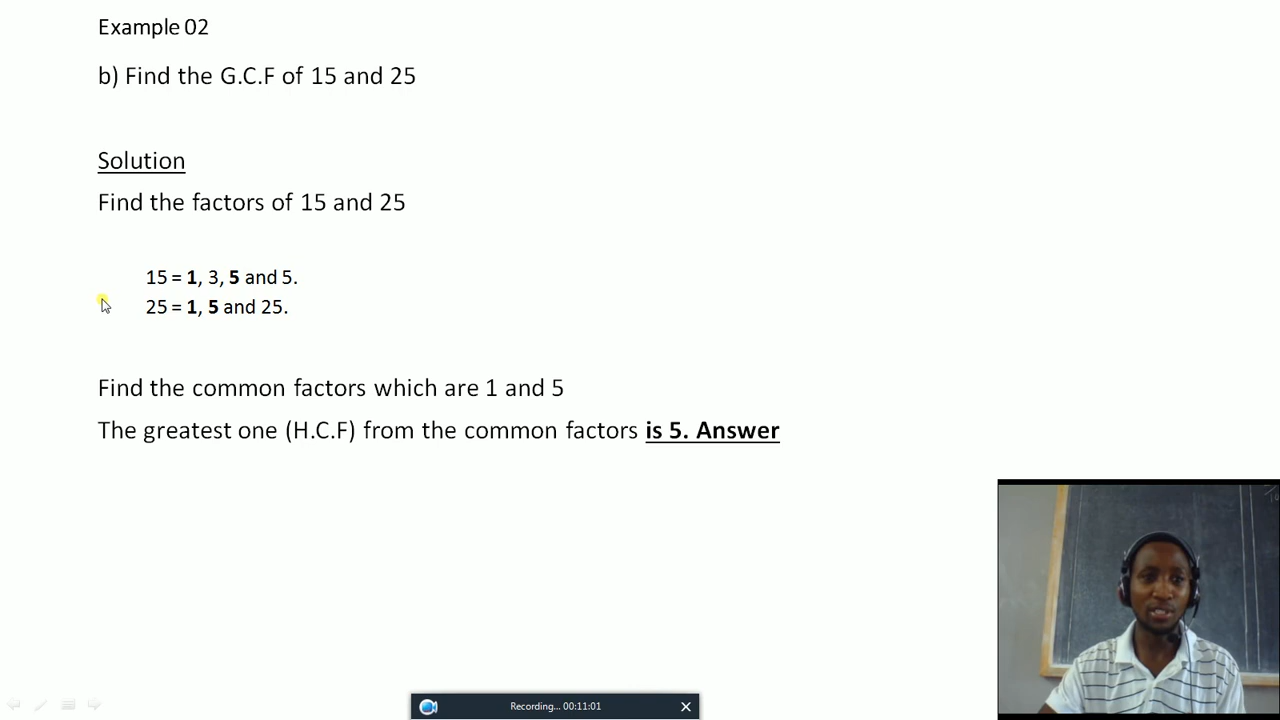 Example 02
b) Find the G.C.F of 15 and 25
Solution
Find the factors of 15 and 25
15 = 1, 3, 5 and 5.
25 = 1, 5 and 25.
Find the common factors which are 1 and 5
The greatest one (H.C.F) from the common factors is 5. Answer
Recording... 00:11:01